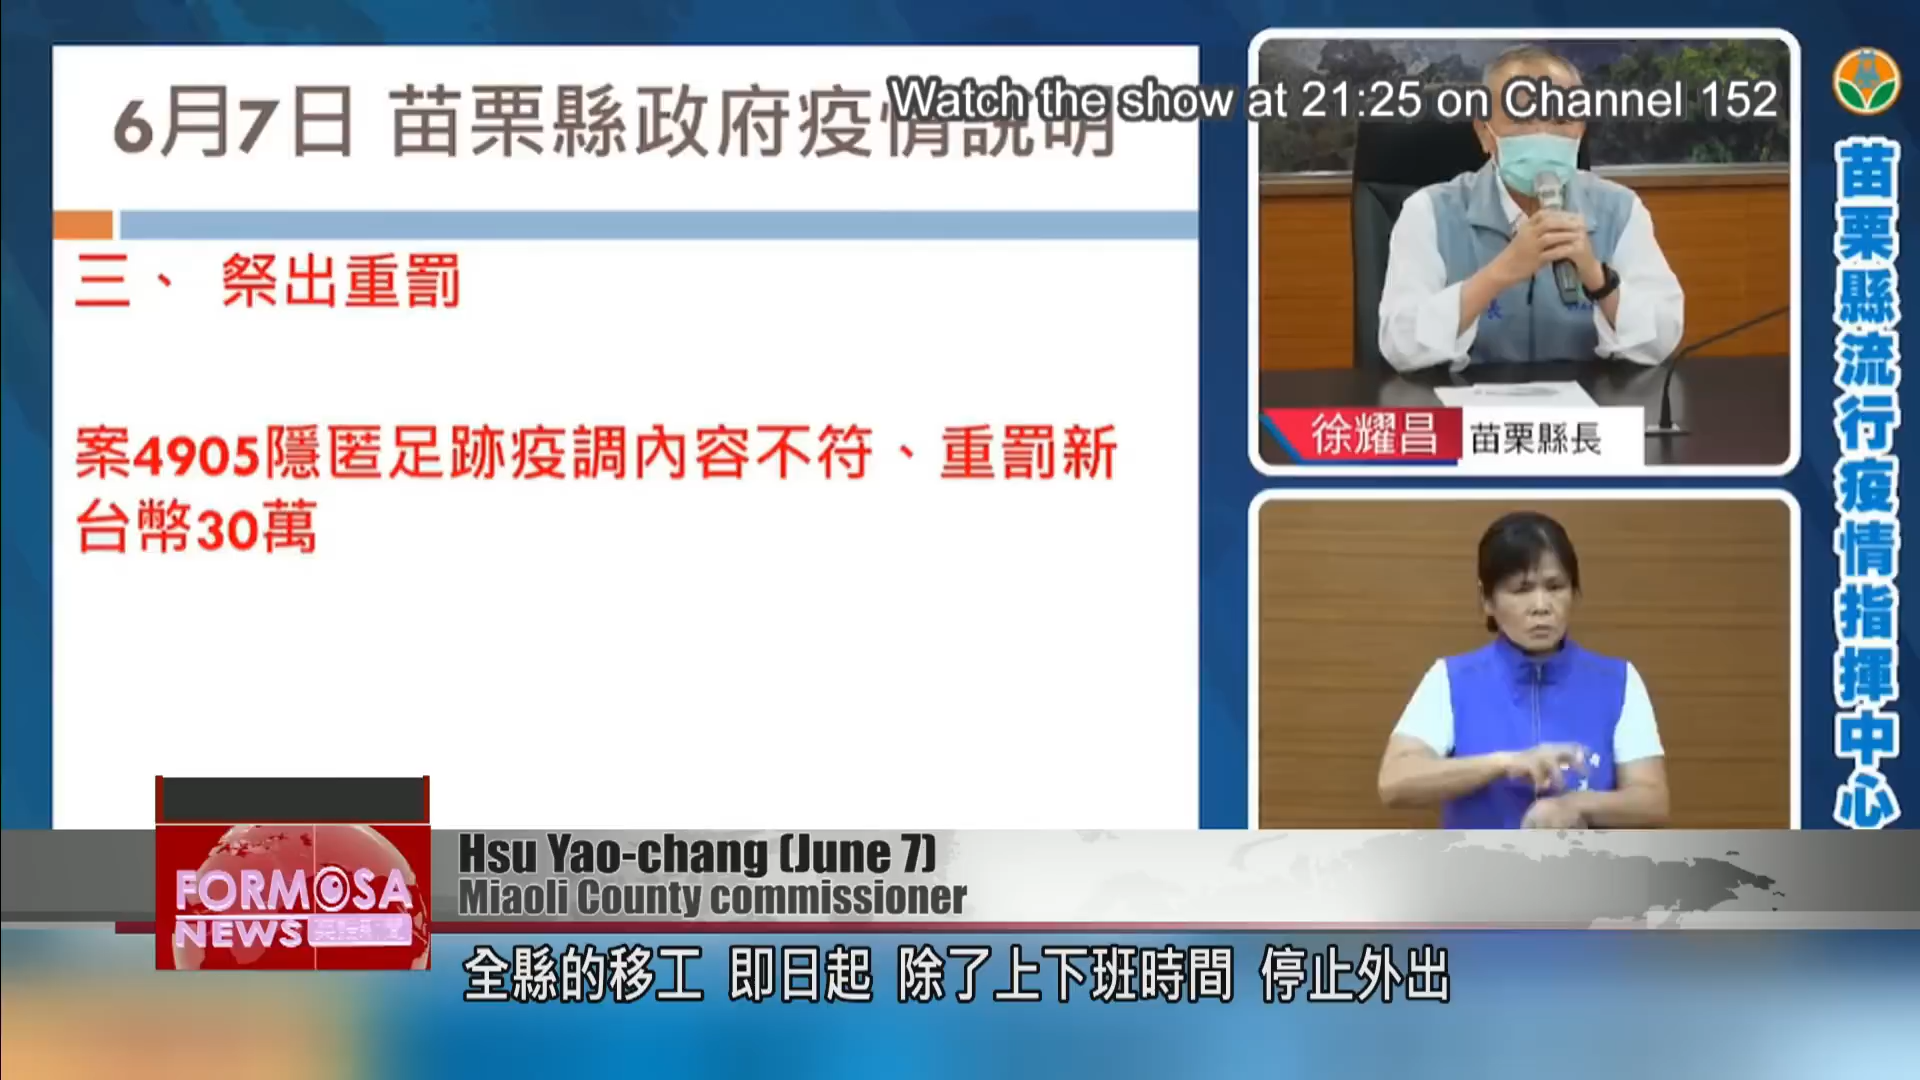 6月7日 苗栗縣政府疫情說明
Watch the show at 21:25 on Channel 152
三、 祭出重罰
案4905隱匿足跡疫調內容不符、重罰新
台幣30萬
徐耀昌 苗栗縣長
苗栗縣流行疫情指揮中心
Hsu Yao-chang (June 7)
Miaoli County commissioner
FORMOSA
NEWS 英語新聞
全縣的移工 即日起 除了上下班時間 停止外出